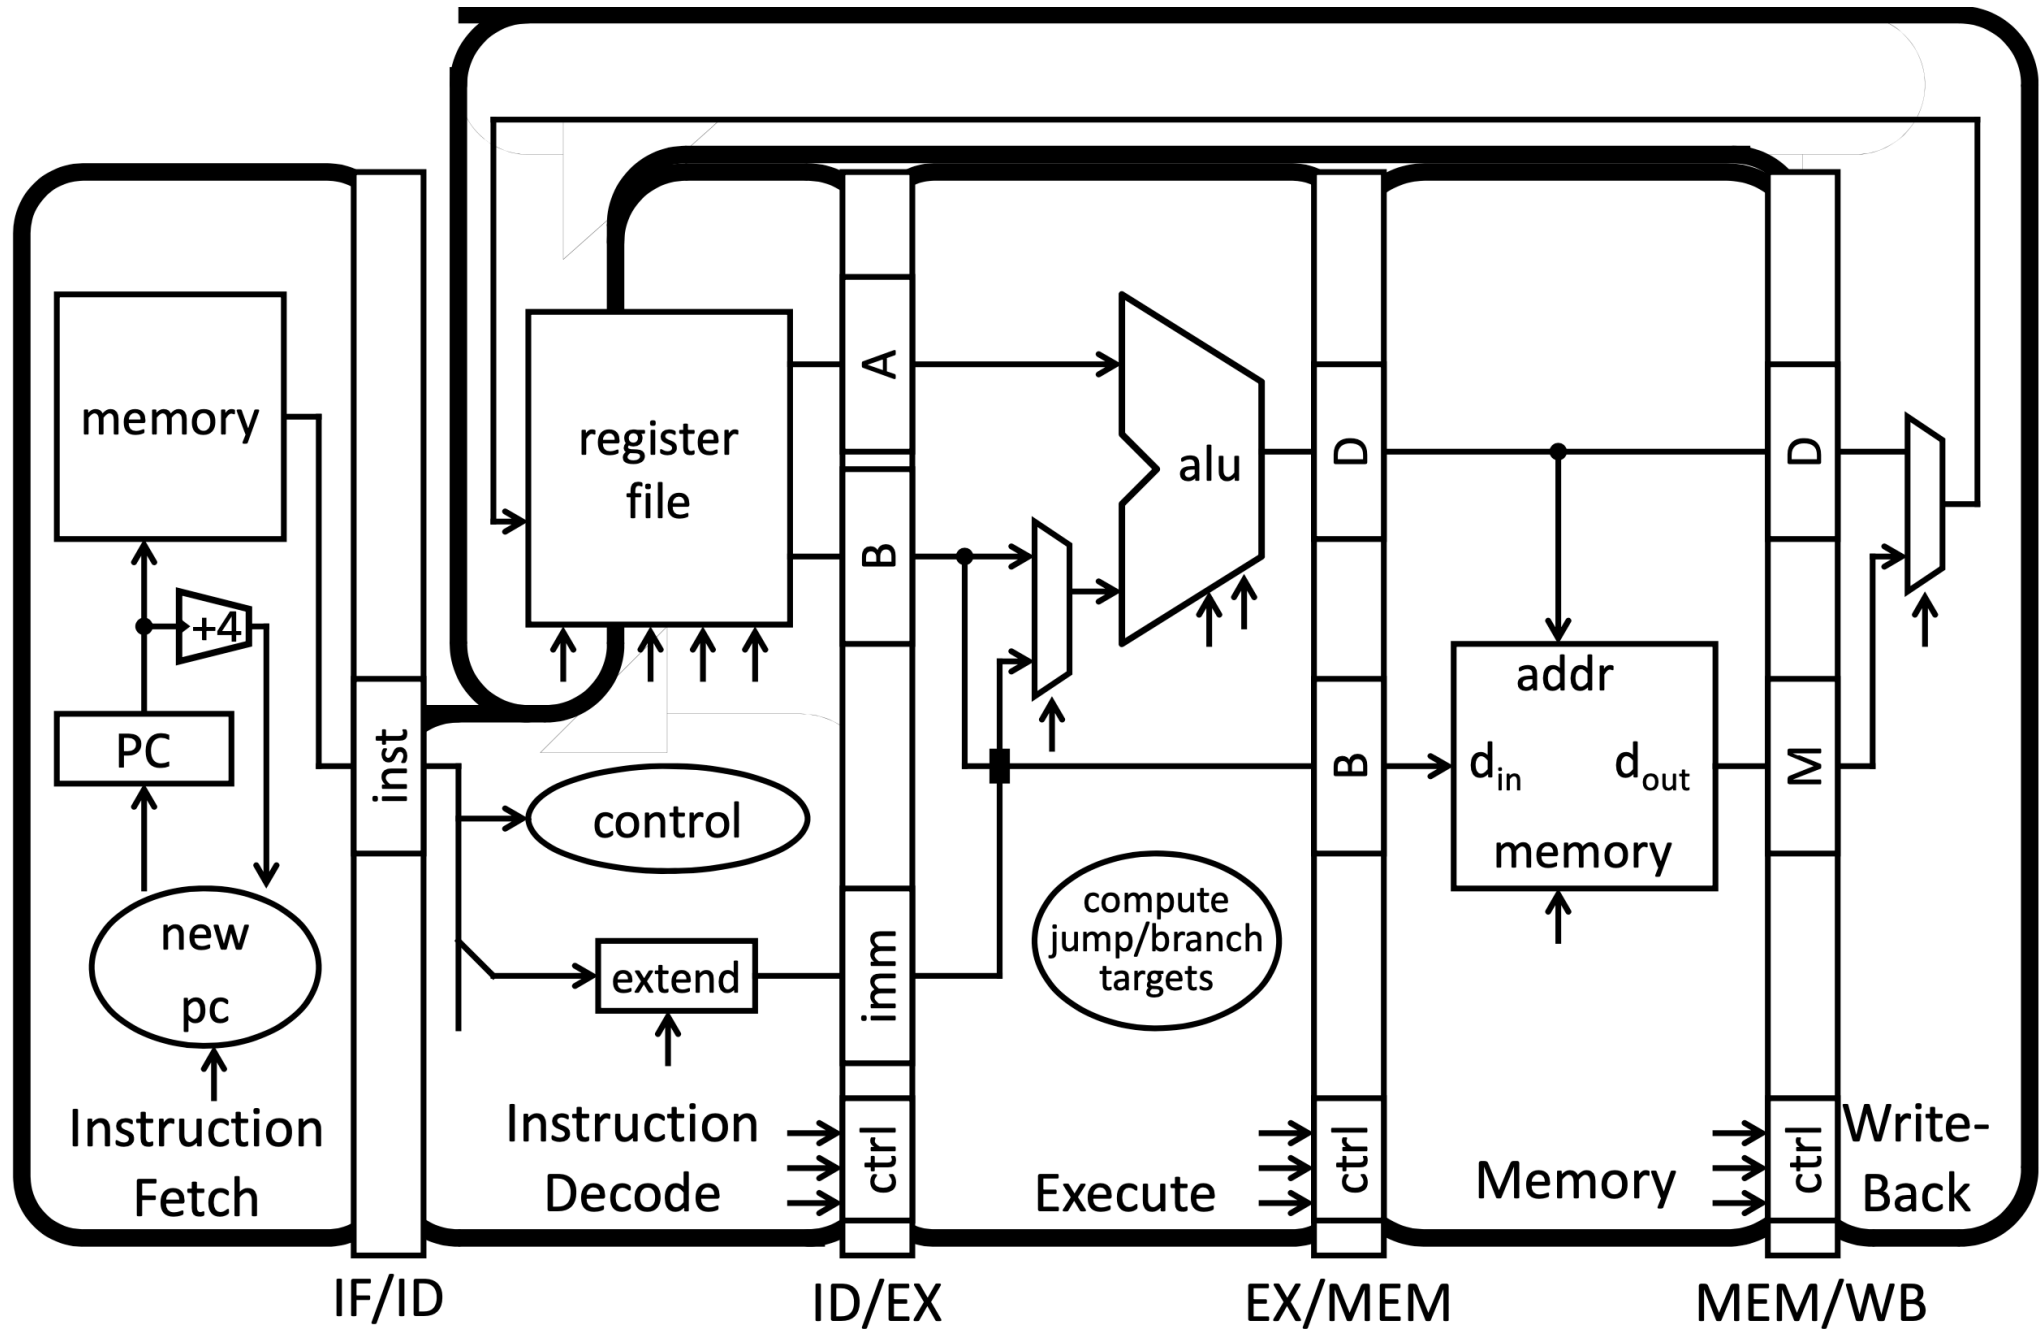 memory
+4
PC
new
pc
Instruction
Fetch
inst
IF/ID
register
file
control
extend
Instruction
Decode
A
B
imm
ctrl
ID/EX
alu
compute
jump/branch
targets
Execute
D
B
ctrl
EX/MEM
addr
din
dout
memory
Memory
D
M
ctrl
MEM/WB
Write-
Back